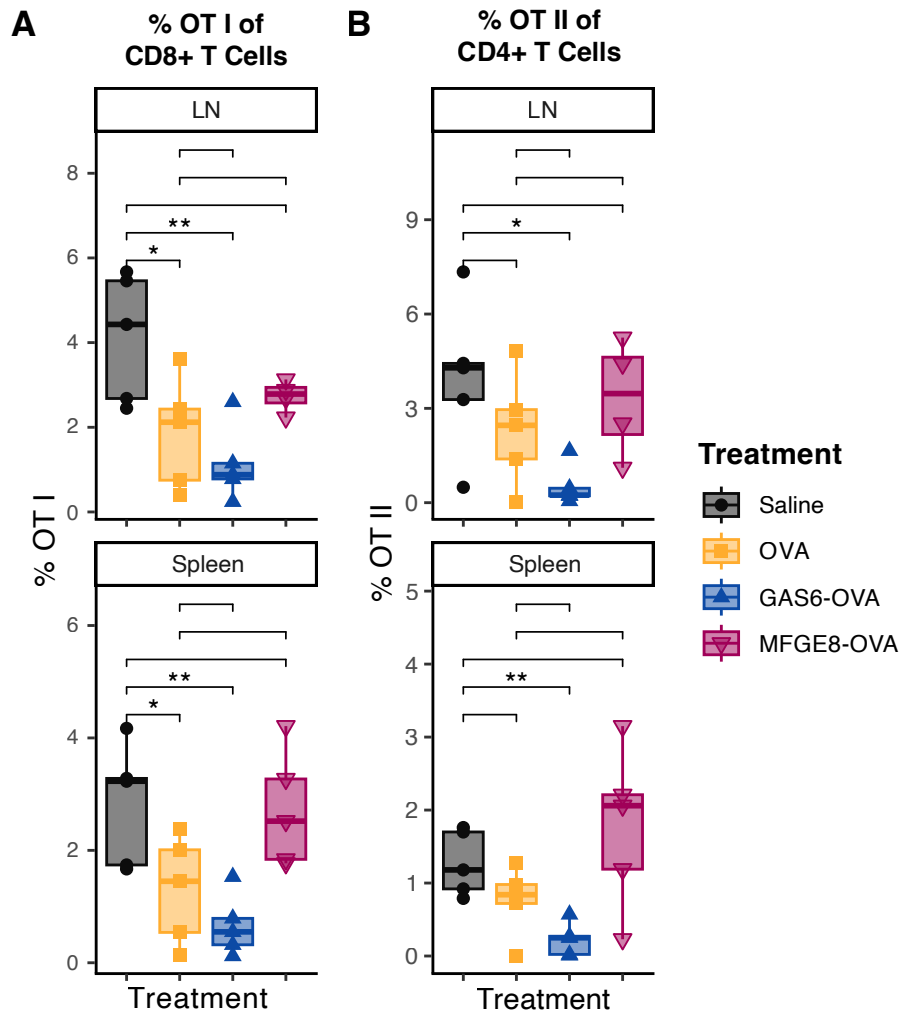 A
% OT I of
CD8+ T Cells
LN
8
6
4
2
0
**
*
Spleen
6
4
2
0
**
*
% OT I
Treatment
B
% OT II of
CD4+ T Cells
LN
9
6
3
0
*
Spleen
5
4
3
2
1
0
**
% OT II
Treatment
Treatment
Saline
OVA
GAS6-OVA
MFGE8-OVA